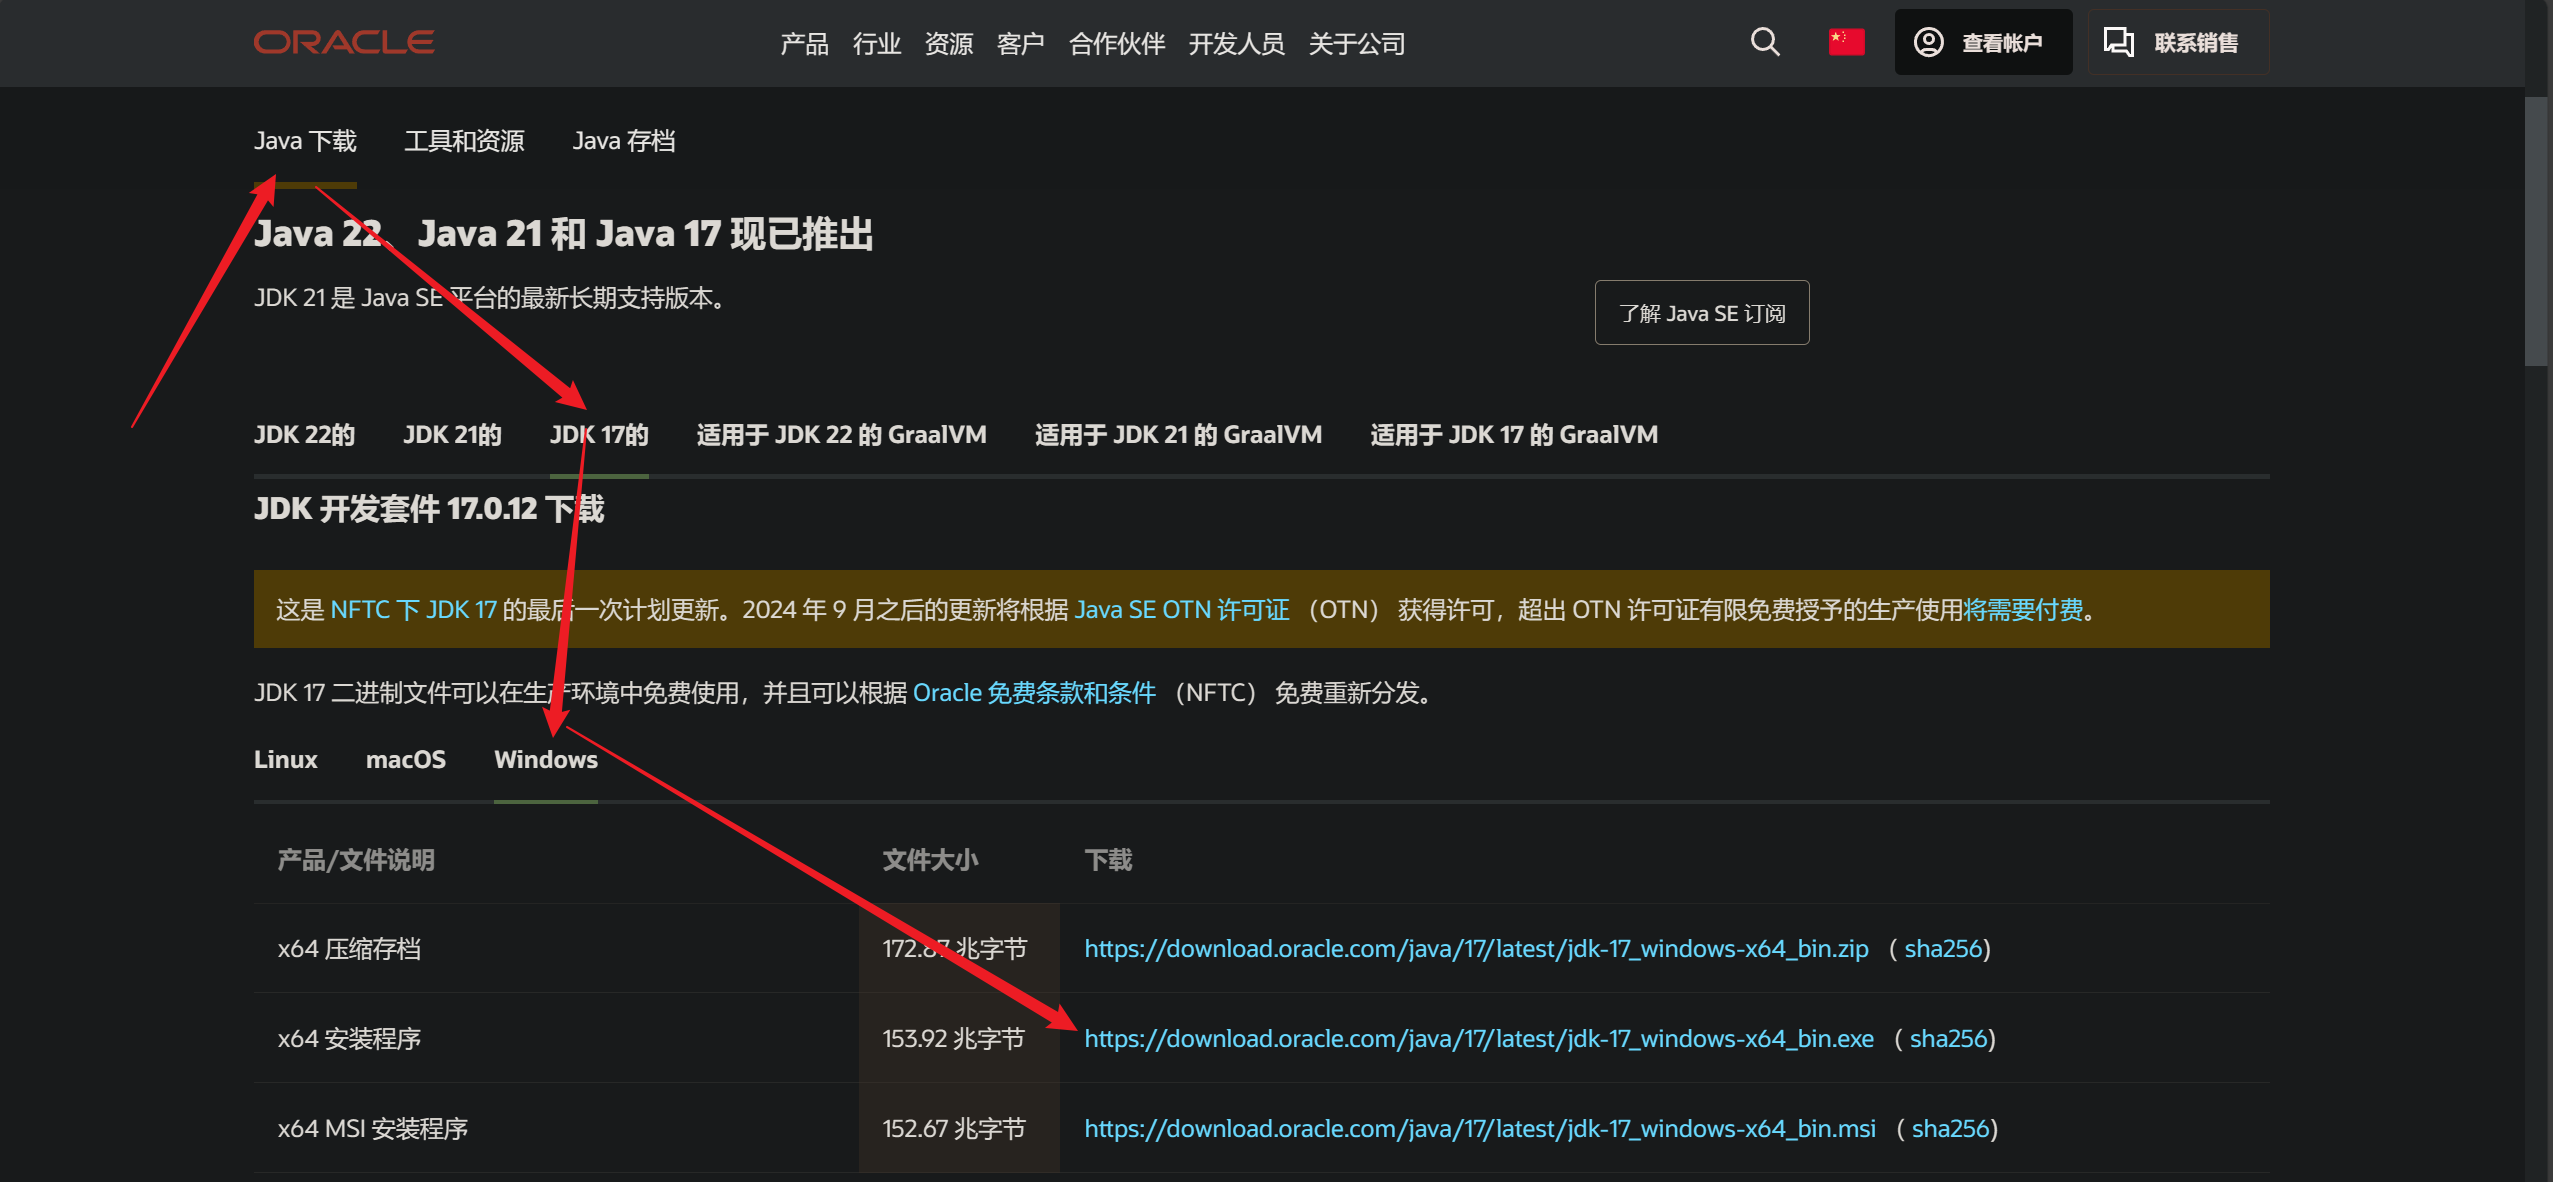 ORACLE
产品 行业 资源 客户 合作伙伴 开发人员 关于公司
查看帐户 联系销售
Java 下载 工具和资源 Java 存档
Java 22、 Java 21 和 Java 17 现已推出
JDK 21 是 Java SE 平台的最新长期支持版本。
了解 Java SE 订阅
JDK 22的 JDK 21的 JDK 17的 适用于 JDK 22 的 GraalVM 适用于 JDK 21 的 GraalVM 适用于 JDK 17 的 GraalVM
JDK 开发套件 17.0.12 下载
这是 NFTC 下 JDK 17 的最后一次计划更新。2024 年 9 月之后的更新将根据 Java SE OTN 许可证 （OTN） 获得许可，超出 OTN 许可证有限免费授予的生产使用将需要付费。
JDK 17 二进制文件可以在生产环境中免费使用，并且可以根据 Oracle 免费条款和条件 （NFTC） 免费重新分发。
Linux macOS Windows
产品/文件说明 文件大小 下载
x64 压缩存档 172.87 兆字节 https://download.oracle.com/java/17/latest/jdk-17_windows-x64_bin.zip ( sha256)
x64 安装程序 153.92 兆字节 https://download.oracle.com/java/17/latest/jdk-17_windows-x64_bin.exe ( sha256)
x64 MSI 安装程序 152.67 兆字节 https://download.oracle.com/java/17/latest/jdk-17_windows-x64_bin.msi ( sha256)